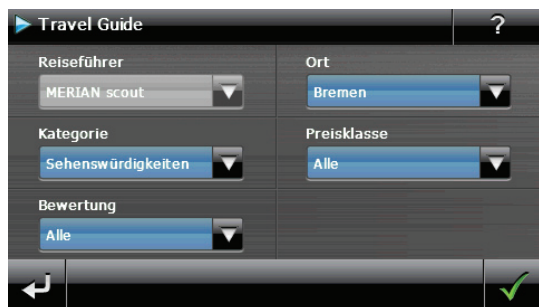 Travel Guide ?
Reiseführer
MERIAN scout
Ort
Bremen
Kategorie
Sehenswürdigkeiten
Preisklasse
Alle
Bewertung
Alle